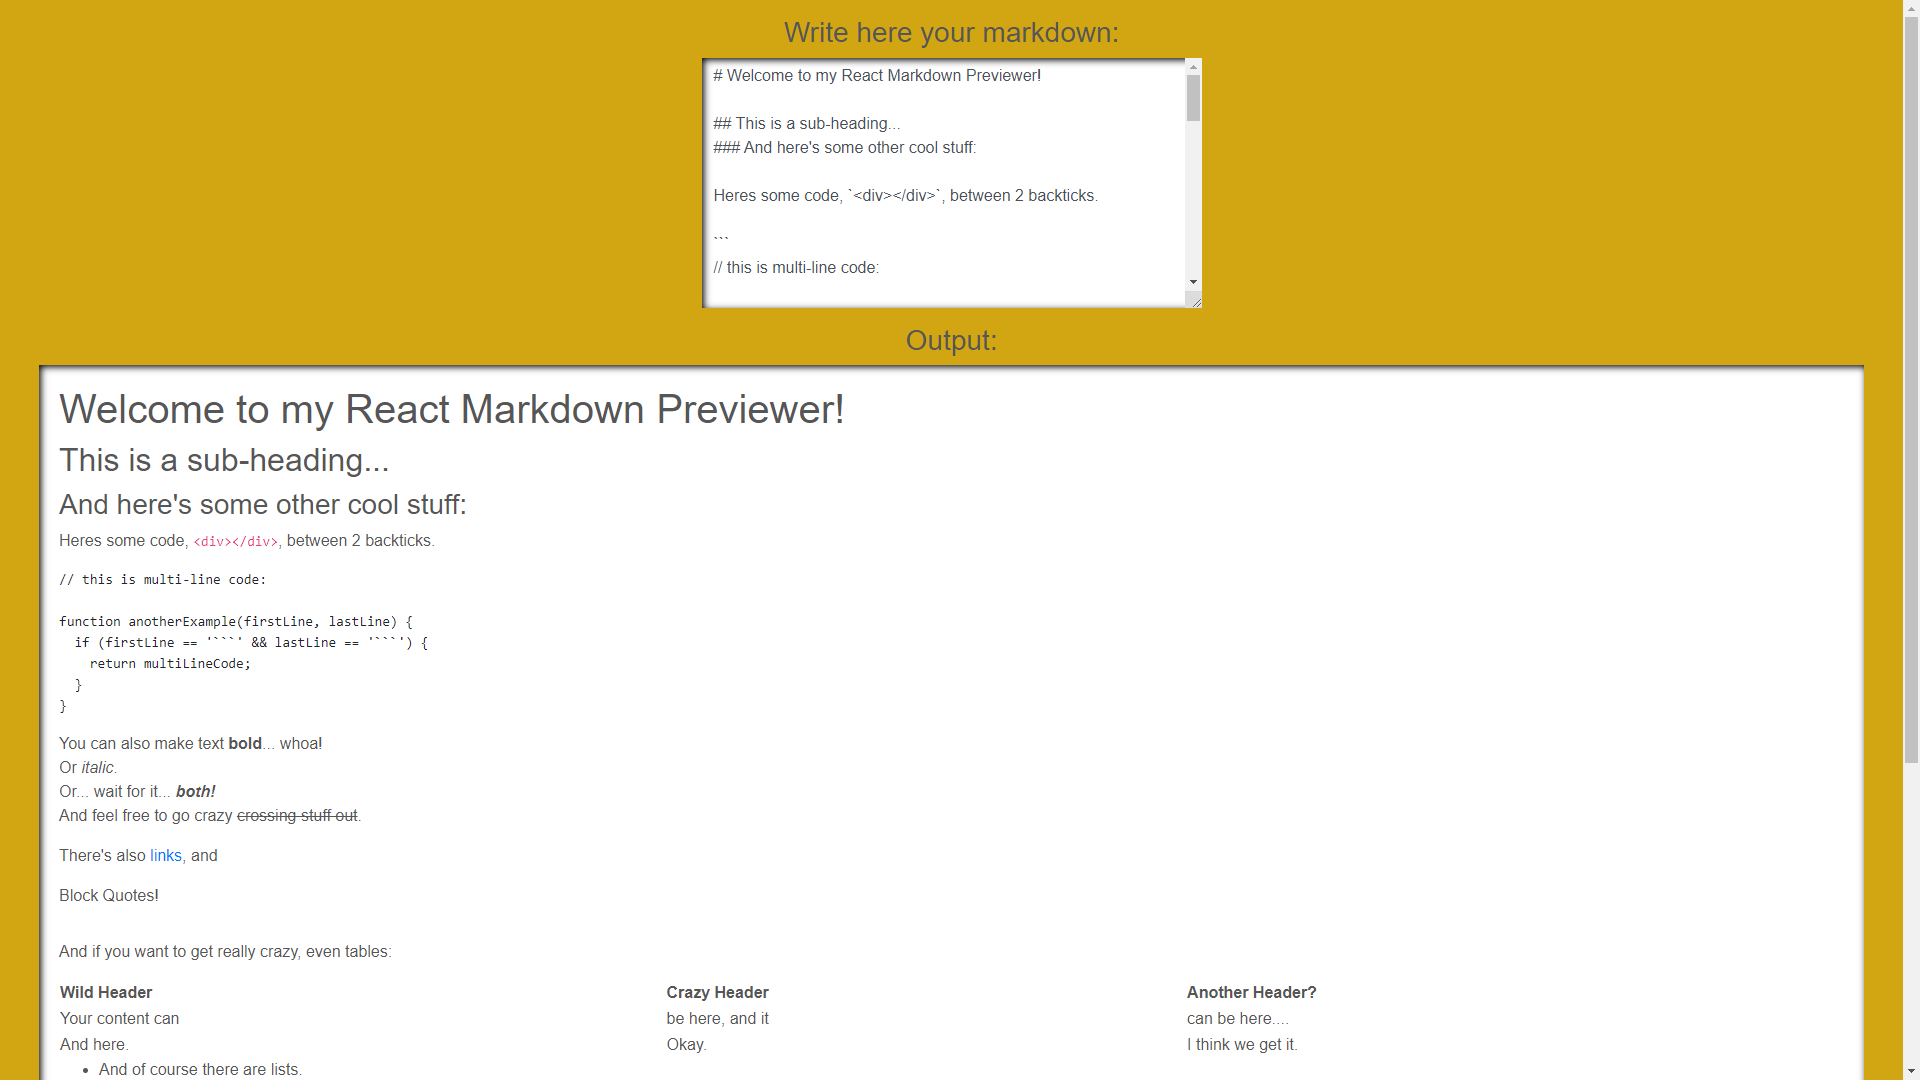 Write here your markdown:
# Welcome to my React Markdown Previewer!
## This is a sub-heading...
### And here's some other cool stuff:
Heres some code, `<div></div>`, between 2 backticks.
```
// this is multi-line code:
Output:
Welcome to my React Markdown Previewer!
This is a sub-heading...
And here's some other cool stuff:
Heres some code, <div></div>, between 2 backticks.
// this is multi-line code:
function anotherExample(firstLine, lastLine) {
  if (firstLine == '```' && lastLine == '```') {
    return multiLineCode;
  }
}
You can also make text bold... whoa!
Or italic.
Or... wait for it... both!
And feel free to go crazy crossing stuff out.
There's also links, and
Block Quotes!
And if you want to get really crazy, even tables:
Wild Header Crazy Header Another Header?
Your content can be here, and it can be here....
And here. Okay. I think we get it.
• And of course there are lists.